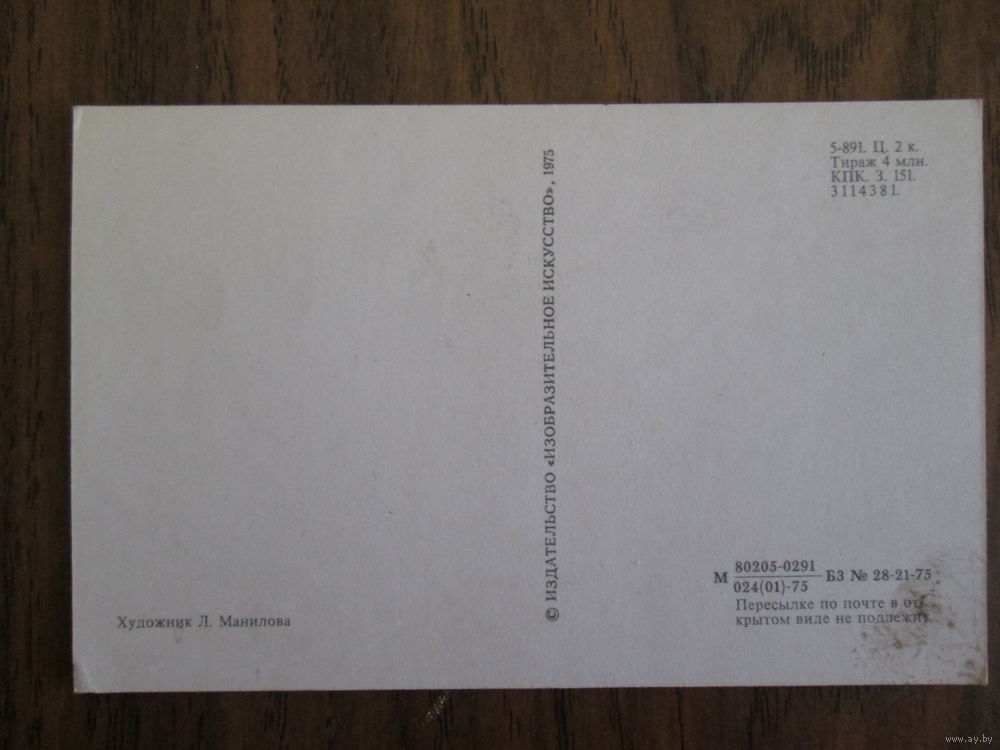 5-891. Ц. 2 к.
Тираж 4 млн.
КПК. З. 151.
3114381.
© ИЗДАТЕЛЬСТВО «ИЗОБРАЗИТЕЛЬНОЕ ИСКУССТВО», 1975
Художник Л. Манилова
М 80205-0291 БЗ № 28-21-75
024(01)-75
Пересылке по почте в от-
крытом виде не подлежит
www.ay.by